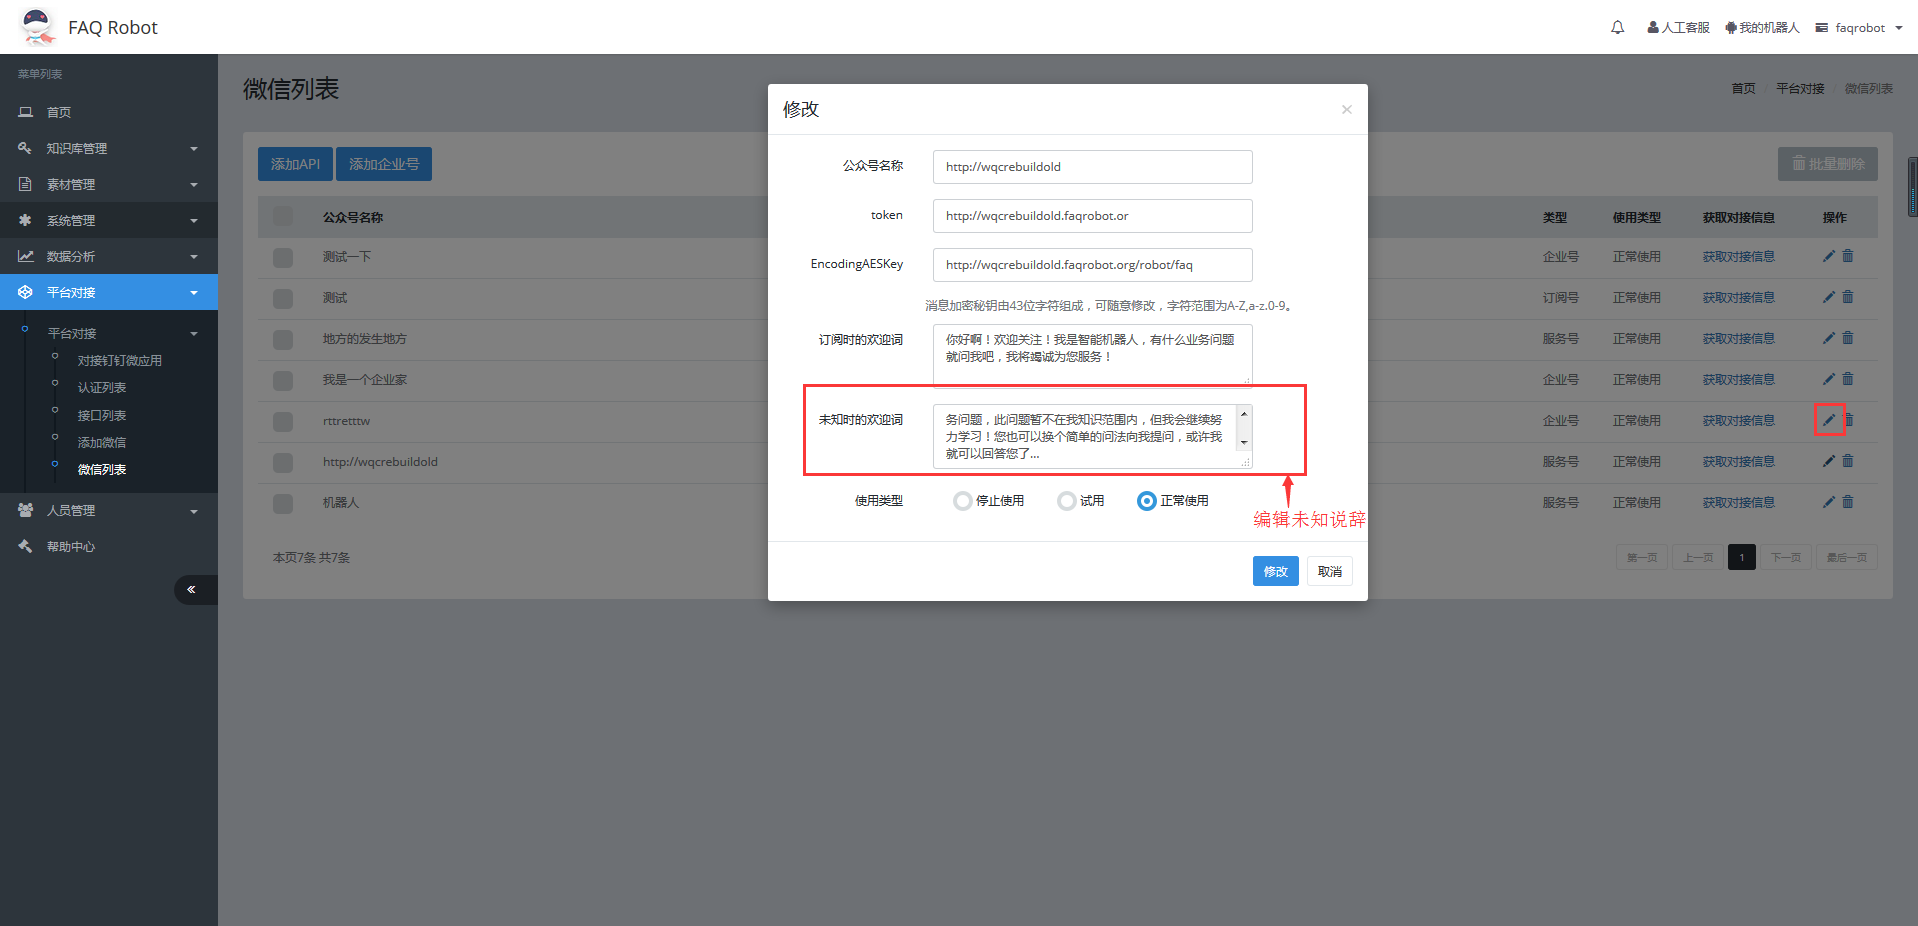 FAQ Robot
人工客服
我的机器人
faqrobot
菜单列表
首页
知识库管理
素材管理
系统管理
数据分析
平台对接
平台对接
对接钉钉微应用
认证列表
接口列表
添加微信
微信列表
人员管理
帮助中心
微信列表
首页 / 平台对接 / 微信列表
添加API
添加企业号
批量删除
公众号名称
类型
使用类型
获取对接信息
操作
测试一下
企业号
正常使用
获取对接信息
测试
订阅号
正常使用
获取对接信息
地方的发生地方
服务号
正常使用
获取对接信息
我是一个企业家
企业号
正常使用
获取对接信息
rttretttw
企业号
正常使用
获取对接信息
http://wqcrebuildold
服务号
正常使用
获取对接信息
机器人
服务号
正常使用
获取对接信息
本页7条 共7条
第一页
上一页
1
下一页
最后一页
修改
×
公众号名称
http://wqcrebuildold
token
http://wqcrebuildold.faqrobot.or
EncodingAESKey
http://wqcrebuildold.faqrobot.org/robot/faq
消息加密秘钥由43位字符组成，可随意修改，字符范围为A-Z,a-z.0-9。
订阅时的欢迎词
你好啊！欢迎关注！我是智能机器人，有什么业务问题
就问我吧，我将竭诚为您服务！
未知时的欢迎词
务问题，此问题暂不在我知识范围内，但我会继续努
力学习！您也可以换个简单的问法向我提问，或许我
就可以回答您了...
使用类型
停止使用
试用
正常使用
编辑未知说辞
修改
取消